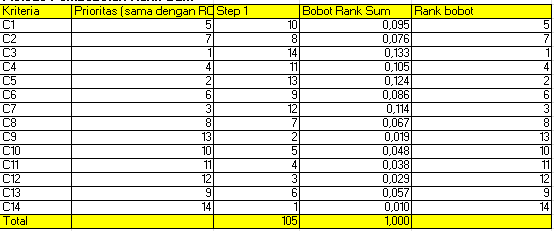 Kriteria Prioritas (sama dengan RO Step 1 Bobot Rank Sum Rank bobot
C1 5 10 0,095 5
C2 7 8 0,076 7
C3 1 14 0,133 1
C4 4 11 0,105 4
C5 2 13 0,124 2
C6 6 9 0,086 6
C7 3 12 0,114 3
C8 8 7 0,067 8
C9 13 2 0,019 13
C10 10 5 0,048 10
C11 11 4 0,038 11
C12 12 3 0,029 12
C13 9 6 0,057 9
C14 14 1 0,010 14
Total 105 1,000